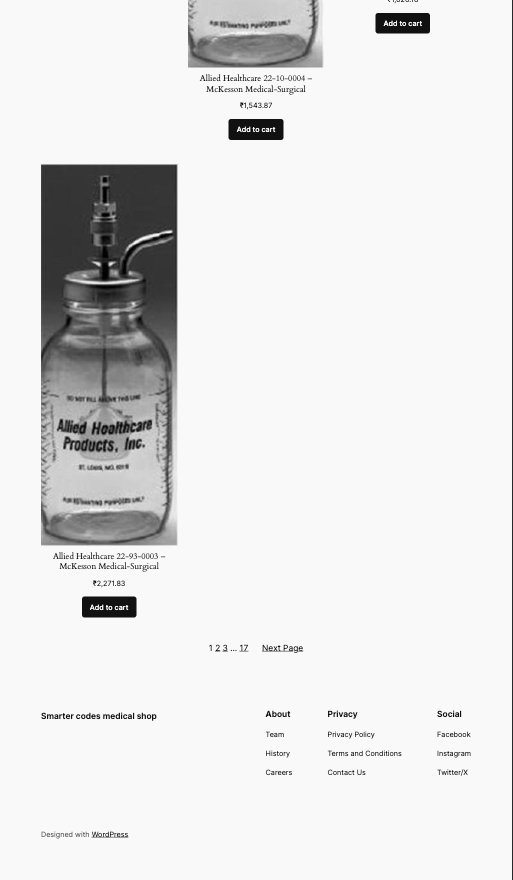 FOR ESTIMATING PURPOSES ONLY
Add to cart
Allied Healthcare 22-10-0004 –
McKesson Medical-Surgical
₹1,543.87
Add to cart
DO NOT FILL ABOVE THIS LINE
Allied Healthcare
Products, Inc.
ST. LOUIS, MO.
FOR ESTIMATING PURPOSES ONLY
Allied Healthcare 22-93-0003 –
McKesson Medical-Surgical
₹2,271.83
Add to cart
1 2 3 … 17 Next Page
Smarter codes medical shop
About
Team
History
Careers
Privacy
Privacy Policy
Terms and Conditions
Contact Us
Social
Facebook
Instagram
Twitter/X
Designed with WordPress